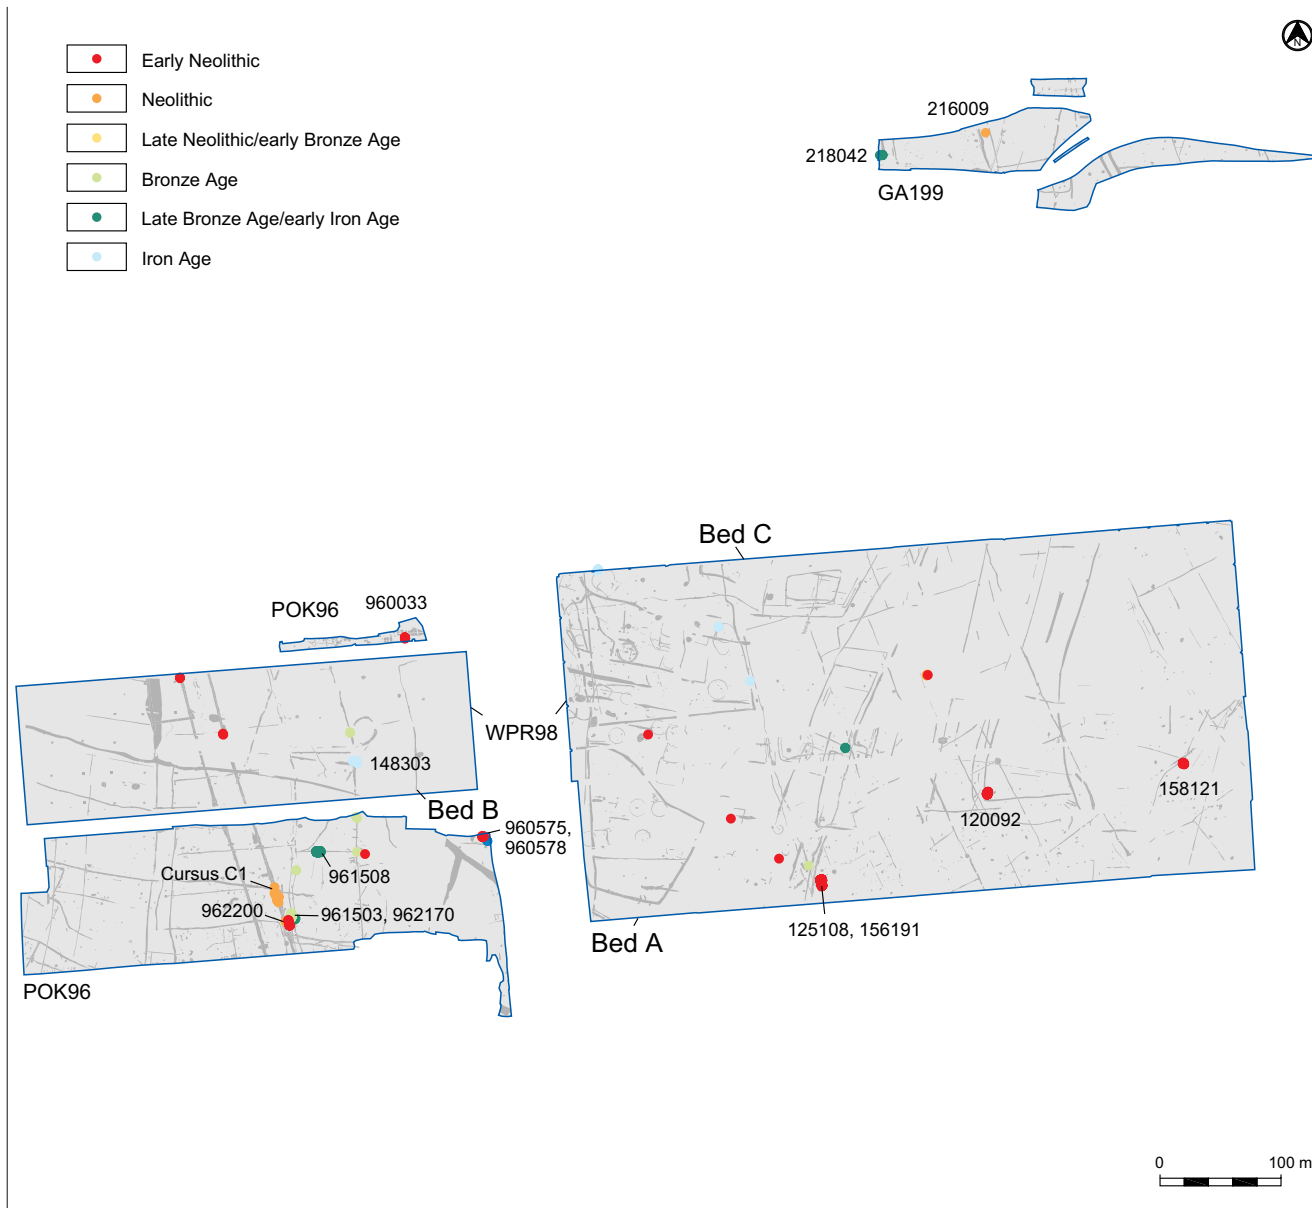 N
Early Neolithic
Neolithic
Late Neolithic/early Bronze Age
Bronze Age
Late Bronze Age/early Iron Age
Iron Age
216009
218042
GA199
Bed C
POK96
960033
WPR98
148303
Bed B
960575,
960578
158121
120092
Cursus C1
961508
962200
961503, 962170
125108, 156191
Bed A
POK96
0
100 m